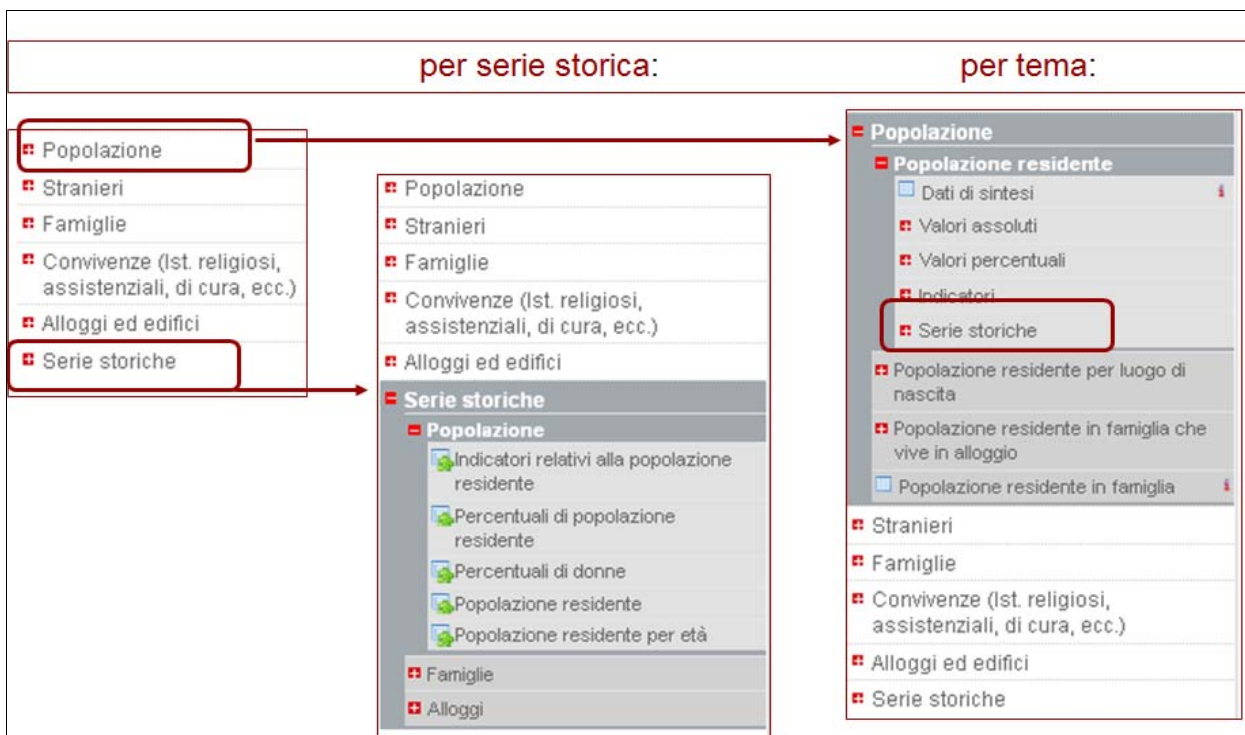 per serie storica:
per tema:
Popolazione
Stranieri
Famiglie
Convivenze (Ist. religiosi,
assistenziali, di cura, ecc.)
Alloggi ed edifici
Serie storiche
Popolazione
Stranieri
Famiglie
Convivenze (Ist. religiosi,
assistenziali, di cura, ecc.)
Alloggi ed edifici
Serie storiche
Popolazione
Indicatori relativi alla popolazione
residente
Percentuali di popolazione
residente
Percentuali di donne
Popolazione residente
Popolazione residente per età
Famiglie
Alloggi
Popolazione
Popolazione residente
Dati di sintesi i
Valori assoluti
Valori percentuali
Indicatori
Serie storiche
Popolazione residente per luogo di
nascita
Popolazione residente in famiglia che
vive in alloggio
Popolazione residente in famiglia i
Stranieri
Famiglie
Convivenze (Ist. religiosi,
assistenziali, di cura, ecc.)
Alloggi ed edifici
Serie storiche